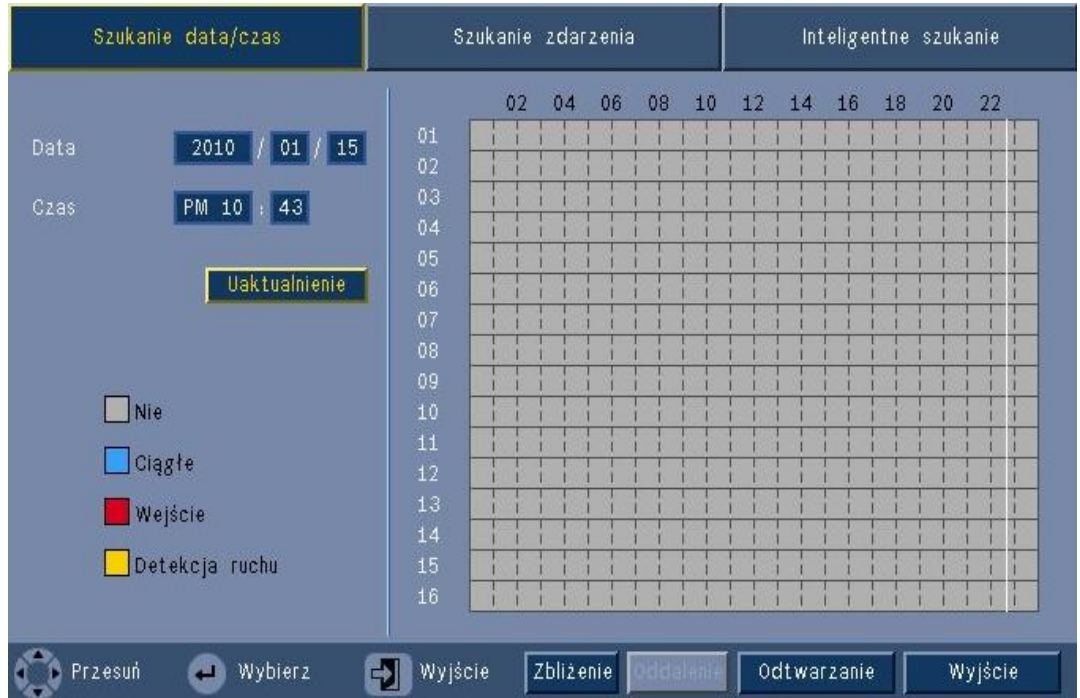 Szukanie data/czas
Szukanie zdarzenia
Inteligentne szukanie
Data 2010 / 01 / 15
Czas PM 10 : 43
Uaktualnienie
Nie
Ciągłe
Wejście
Detekcja ruchu
02 04 06 08 10 12 14 16 18 20 22
01
02
03
04
05
06
07
08
09
10
11
12
13
14
15
16
Przesuń
Wybierz
Wyjście
Zbliżenie
Oddalenie
Odtwarzanie
Wyjście